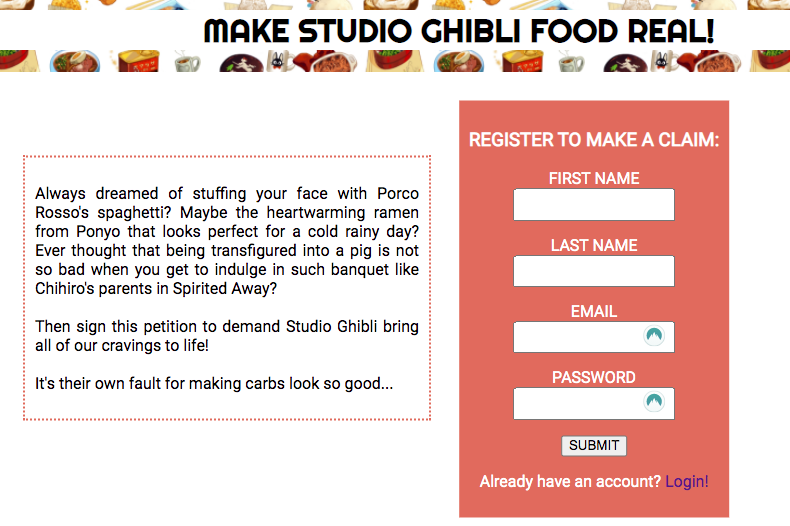 MAKE STUDIO GHIBLI FOOD REAL!
Always dreamed of stuffing your face with Porco
Rosso's spaghetti? Maybe the heartwarming ramen
from Ponyo that looks perfect for a cold rainy day?
Ever thought that being transfigured into a pig is not
so bad when you get to indulge in such banquet like
Chihiro's parents in Spirited Away?
Then sign this petition to demand Studio Ghibli bring
all of our cravings to life!
It's their own fault for making carbs look so good...
REGISTER TO MAKE A CLAIM:
FIRST NAME
LAST NAME
EMAIL
PASSWORD
SUBMIT
Already have an account? Login!